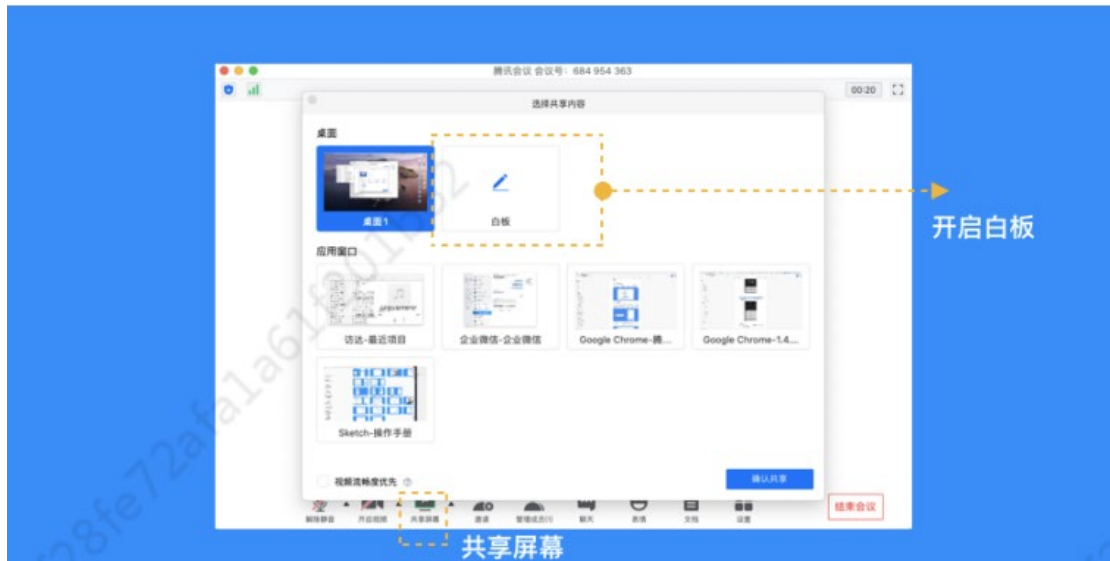 腾讯会议 会议号：684 954 363
00:20
选择共享内容
桌面
桌面 1
白板
开启白板
应用窗口
访达-最近项目
企业微信-企业微信
Google Chrome-腾...
Google Chrome-1.4...
Sketch-操作手册
视频流畅度优先
确认共享
解除静音
开启视频
共享屏幕
邀请
管理成员(1)
聊天
表情
文档
设置
结束会议
共享屏幕